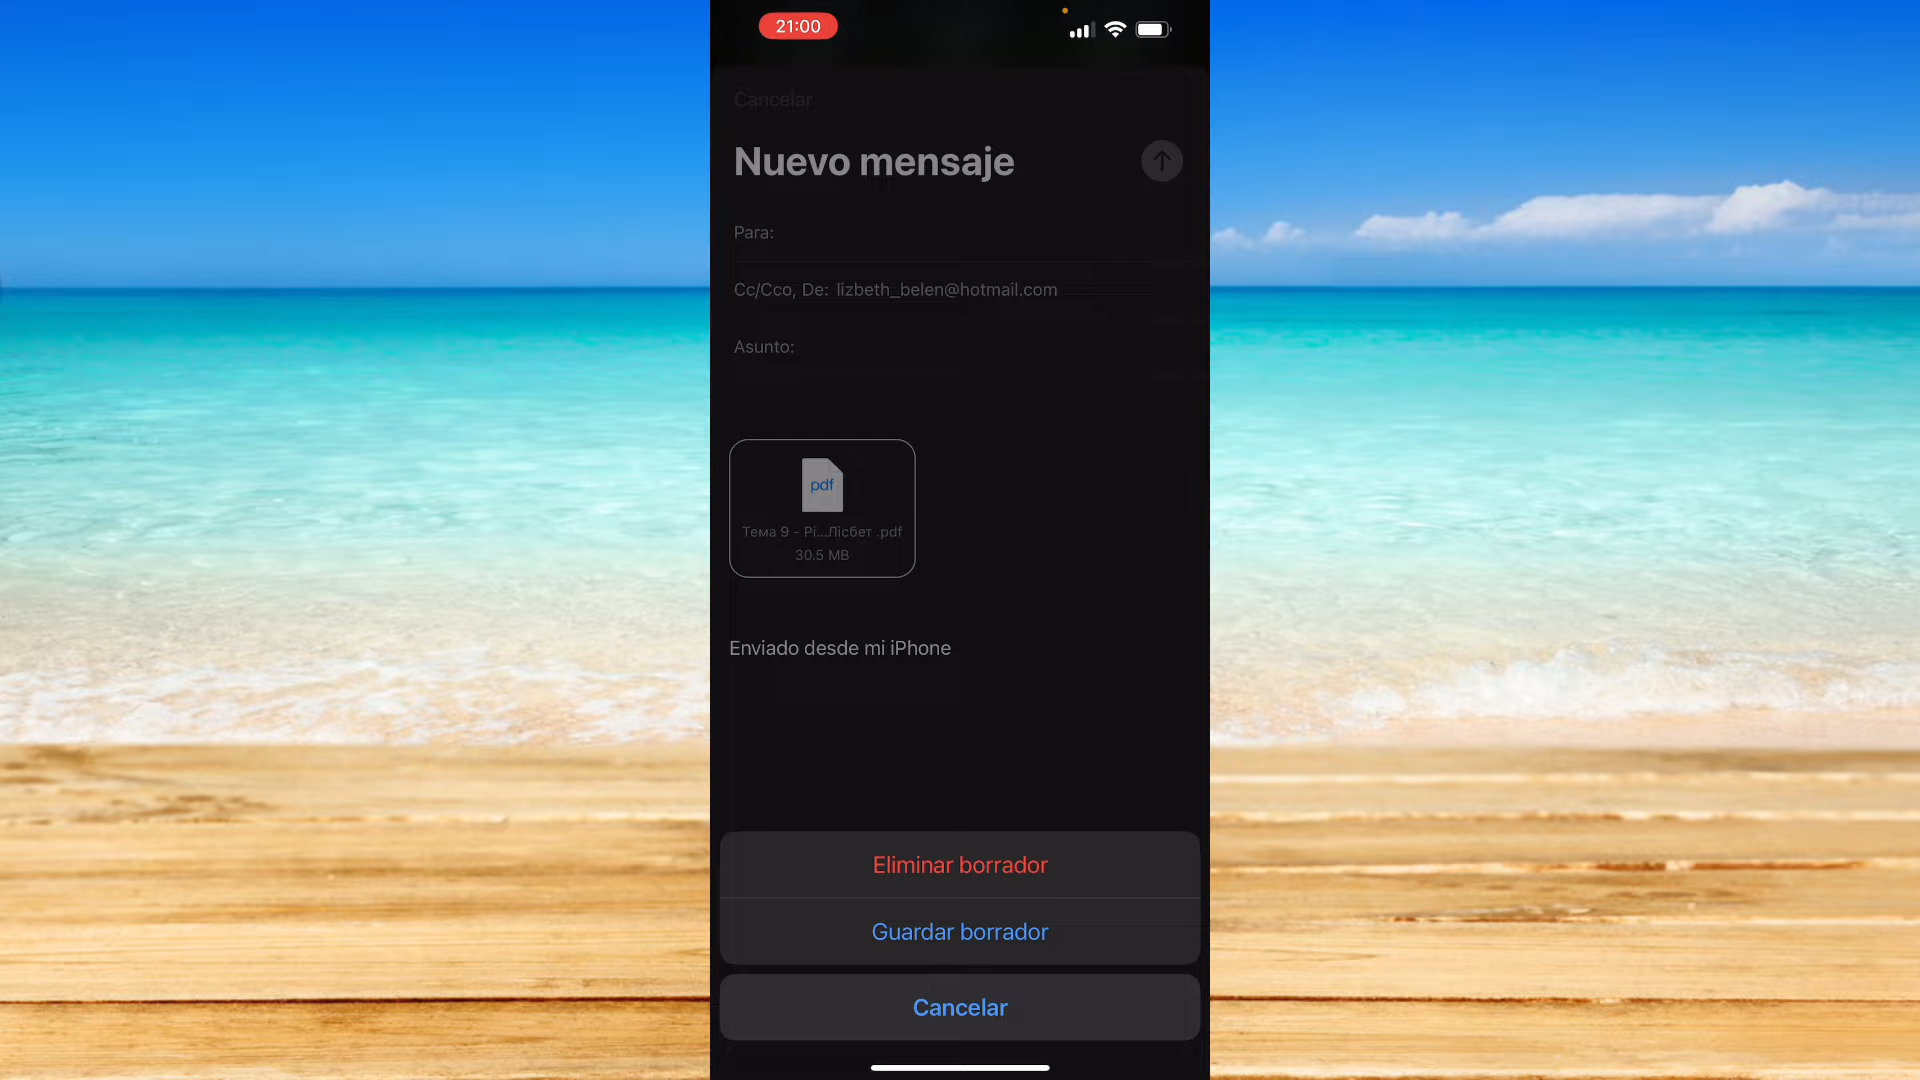 21:00
Cancelar
Nuevo mensaje
Para:
Cc/Cco, De: lizbeth_belen@hotmail.com
Asunto:
pdf
Тема 9 - Рі...Лісбет .pdf
30.5 MB
Enviado desde mi iPhone
Eliminar borrador
Guardar borrador
Cancelar